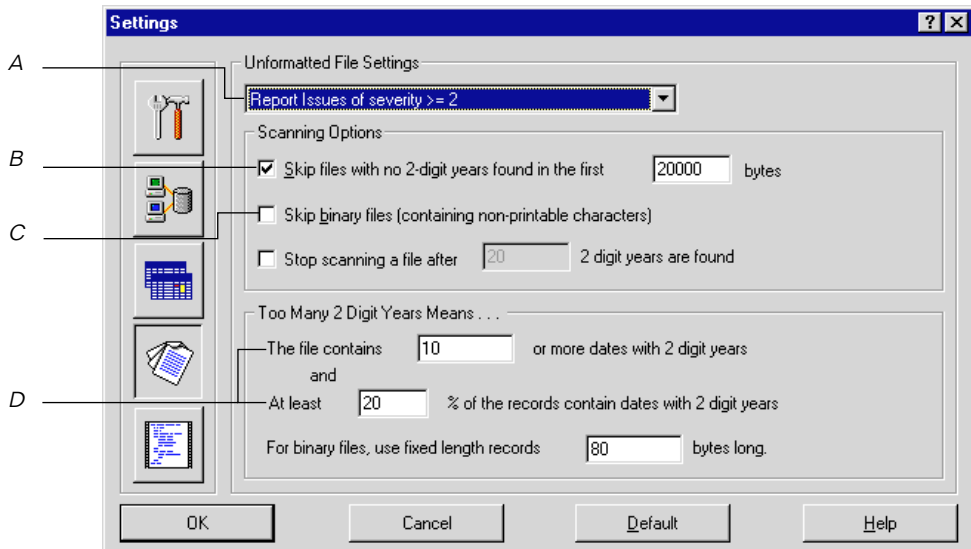 Settings
A
Unformatted File Settings
Report Issues of severity >= 2
Scanning Options
B
Skip files with no 2-digit years found in the first 20000 bytes
C
Skip binary files (containing non-printable characters)
Stop scanning a file after 20 2 digit years are found
Too Many 2 Digit Years Means . . .
The file contains 10 or more dates with 2 digit years
and
D
At least 20 % of the records contain dates with 2 digit years
For binary files, use fixed length records 80 bytes long.
OK Cancel Default Help